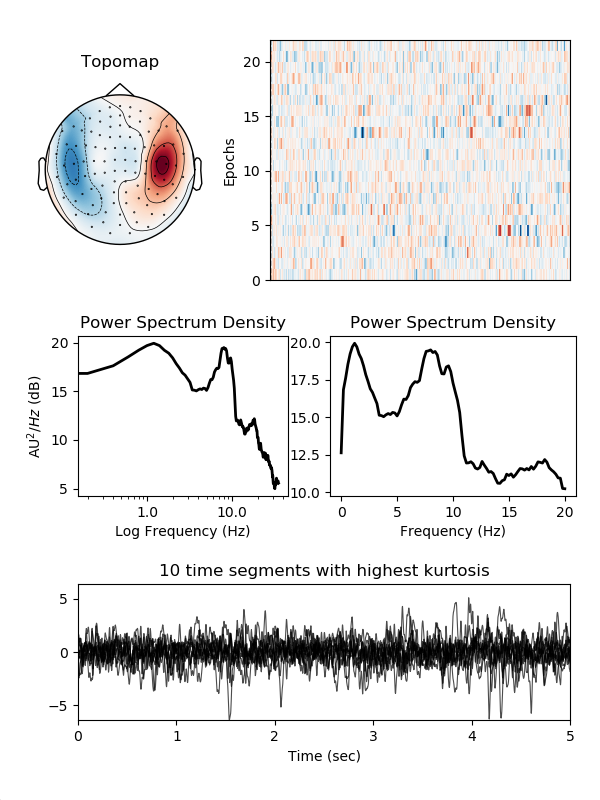 Topomap
Epochs
20
15
10
5
0
Power Spectrum Density
AU²/Hz (dB)
20
15
10
5
1.0 10.0
Log Frequency (Hz)
Power Spectrum Density
20.0
17.5
15.0
12.5
10.0
0 5 10 15 20
Frequency (Hz)
10 time segments with highest kurtosis
5
0
−5
0 1 2 3 4 5
Time (sec)